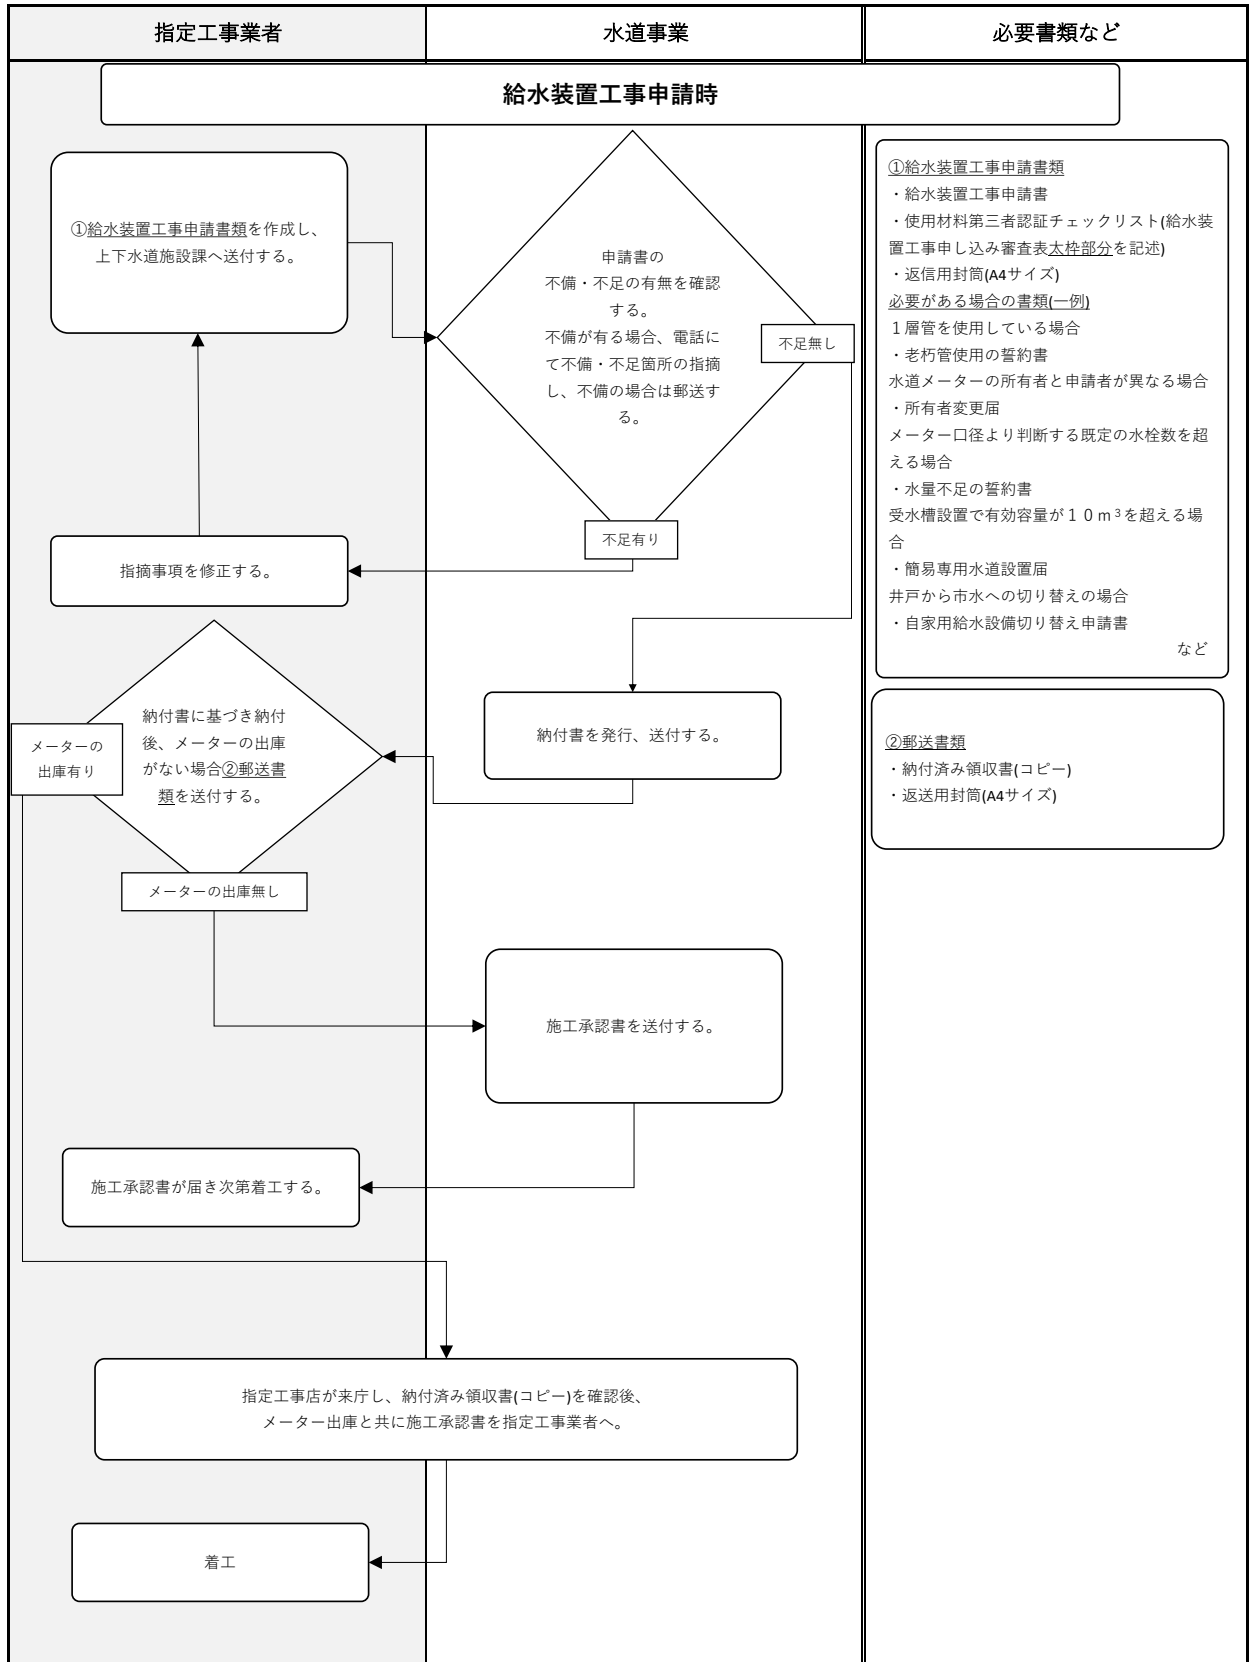 指定工事業者
水道事業
必要書類など
給水装置工事申請時
①給水装置工事申請書類を作成し、
上下水道施設課へ送付する。
申請書の
不備・不足の有無を確認
する。
不備が有る場合、電話に
て不備・不足箇所の指摘
し、不備の場合は郵送す
る。
不足無し
不足有り
指摘事項を修正する。
納付書を発行、送付する。
納付書に基づき納付
後、メーターの出庫
がない場合②郵送書
類を送付する。
メーターの
出庫有り
メーターの出庫無し
施工承認書を送付する。
施工承認書が届き次第着工する。
指定工事店が来庁し、納付済み領収書(コピー)を確認後、
メーター出庫と共に施工承認書を指定工事業者へ。
着工
①給水装置工事申請書類
・給水装置工事申請書
・使用材料第三者認証チェックリスト(給水装
置工事申し込み審査表太枠部分を記述)
・返信用封筒(A4サイズ)
必要がある場合の書類(一例)
１層管を使用している場合
・老朽管使用の誓約書
水道メーターの所有者と申請者が異なる場合
・所有者変更届
メーター口径より判断する既定の水栓数を超
える場合
・水量不足の誓約書
受水槽設置で有効容量が１０ｍ³を超える場
合
・簡易専用水道設置届
井戸から市水への切り替えの場合
・自家用給水設備切り替え申請書
など
②郵送書類
・納付済み領収書(コピー)
・返送用封筒(A4サイズ)